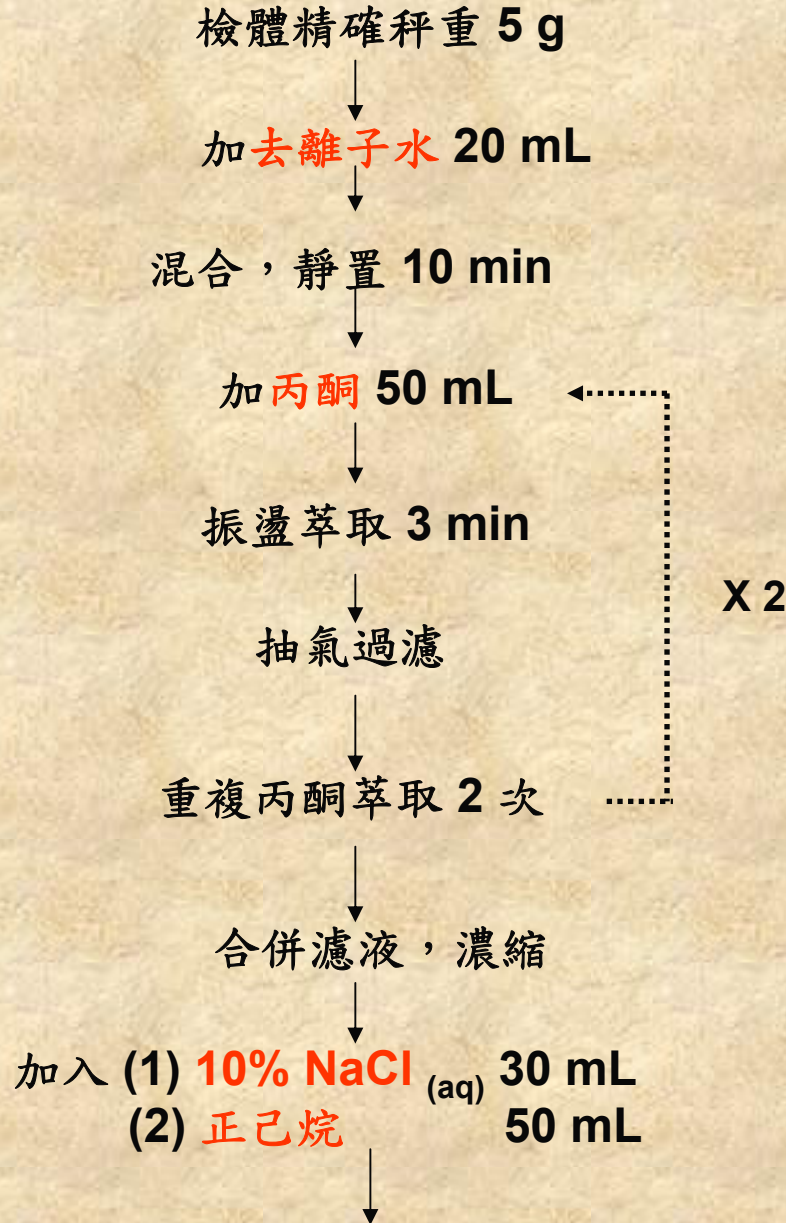 檢體精確秤重 5 g
加去離子水 20 mL
混合，靜置 10 min
加丙酮 50 mL
振盪萃取 3 min
X 2
抽氣過濾
重複丙酮萃取 2 次
合併濾液，濃縮
加入 (1) 10% NaCl (aq) 30 mL
(2) 正己烷 50 mL